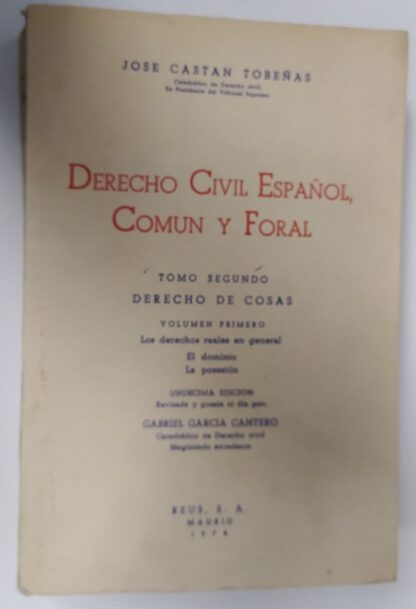 JOSE CASTAN TOBEÑAS
Catedrático de Derecho civil
Ex Presidente del Tribunal Supremo
DERECHO CIVIL ESPAÑOL,
COMUN Y FORAL
TOMO SEGUNDO
DERECHO DE COSAS
VOLUMEN PRIMERO
Los derechos reales en general
El dominio
La posesión
UNDECIMA EDICION
Revisada y puesta al día por
GABRIEL GARCIA CANTERO
Catedrático de Derecho civil
Magistrado excedente
REUS, S. A.
MADRID